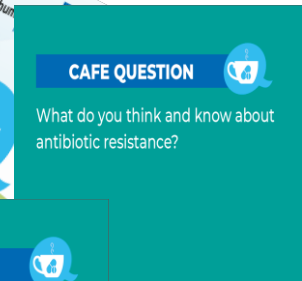 CAFE QUESTION
What do you think and know about
antibiotic resistance?